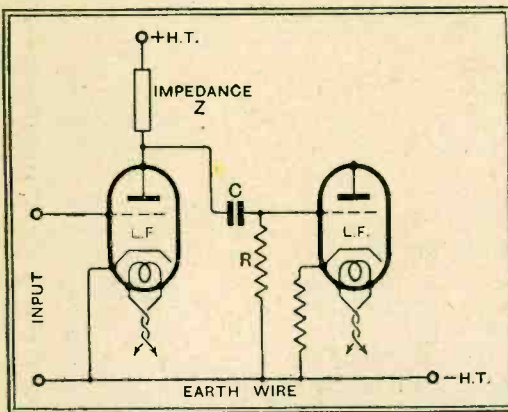 +H.T.
IMPEDANCE
Z
C
L.F.
L.F.
R
INPUT
EARTH WIRE
-H.T.